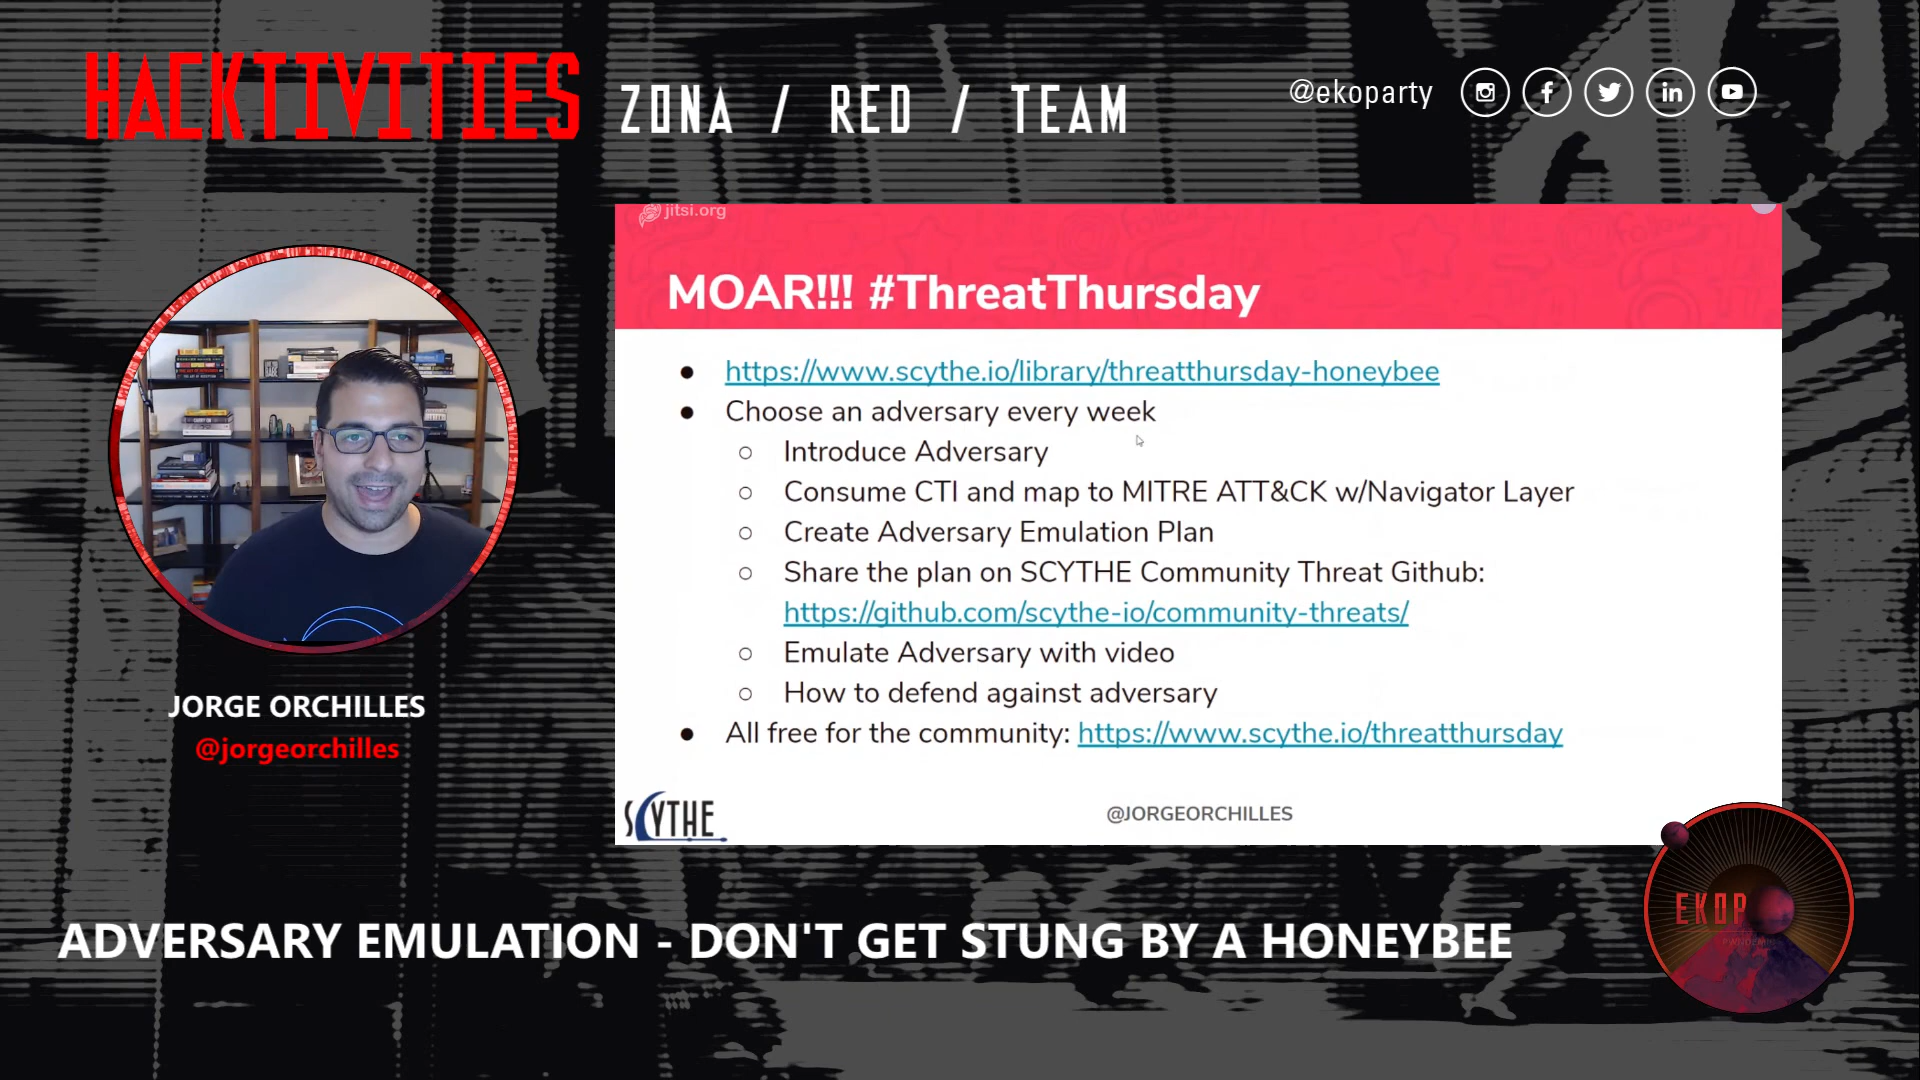 HACKTIVITIES
ZONA / RED / TEAM
@ekoparty
jitsi.org
MOAR!!! #ThreatThursday
● https://www.scythe.io/library/threatthursday-honeybee
● Choose an adversary every week
○ Introduce Adversary
○ Consume CTI and map to MITRE ATT&CK w/Navigator Layer
○ Create Adversary Emulation Plan
○ Share the plan on SCYTHE Community Threat Github:
https://github.com/scythe-io/community-threats/
○ Emulate Adversary with video
○ How to defend against adversary
● All free for the community: https://www.scythe.io/threatthursday
SCYTHE
@JORGEORCHILLES
JORGE ORCHILLES
@jorgeorchilles
EKOP
ADVERSARY EMULATION - DON'T GET STUNG BY A HONEYBEE